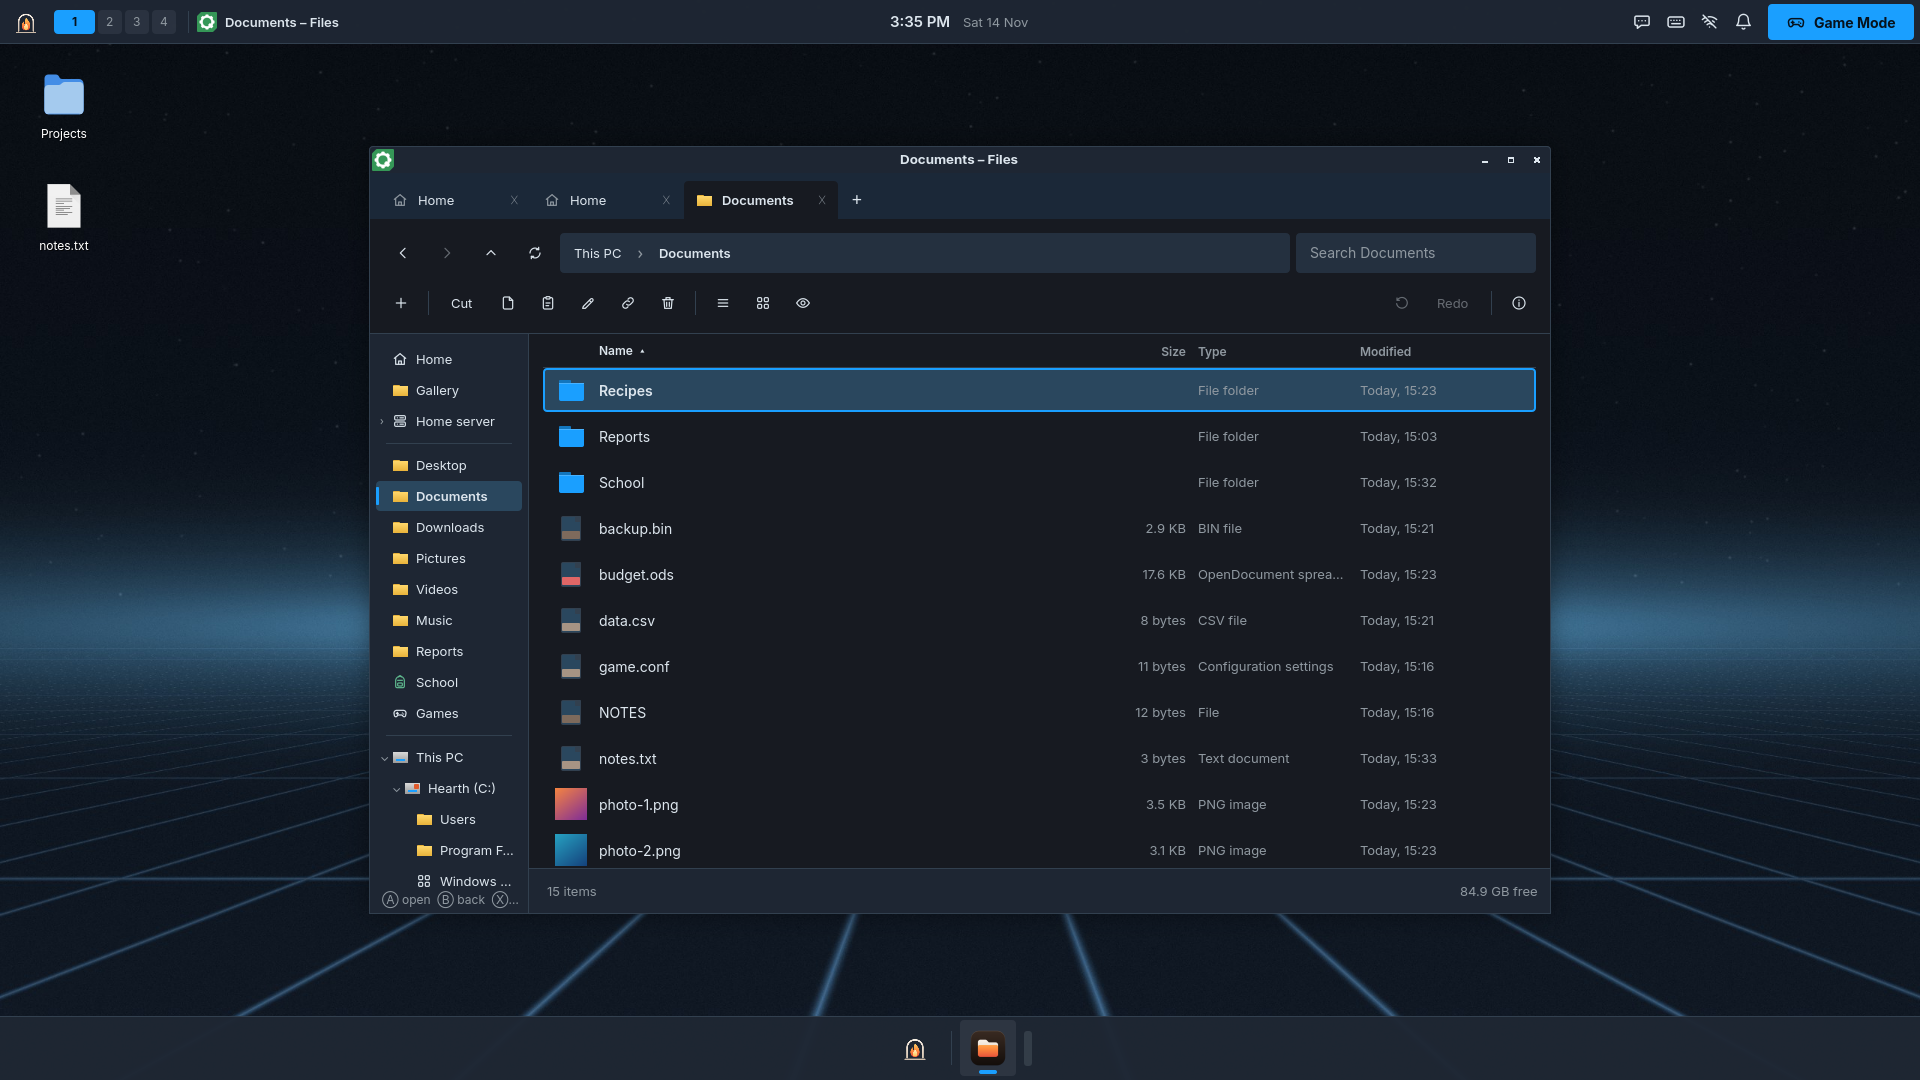 1 2 3 4 Documents – Files 3:35 PM Sat 14 Nov Game Mode
Projects
notes.txt
Documents – Files
Home X Home X Documents X +
This PC › Documents Search Documents
Cut Redo
Home
Gallery
Home server
Desktop
Documents
Downloads
Pictures
Videos
Music
Reports
School
Games
This PC
Hearth (C:)
Users
Program F...
Windows ...
A open B back X...
Name Size Type Modified
Recipes File folder Today, 15:23
Reports File folder Today, 15:03
School File folder Today, 15:32
backup.bin 2.9 KB BIN file Today, 15:21
budget.ods 17.6 KB OpenDocument sprea... Today, 15:23
data.csv 8 bytes CSV file Today, 15:21
game.conf 11 bytes Configuration settings Today, 15:16
NOTES 12 bytes File Today, 15:16
notes.txt 3 bytes Text document Today, 15:33
photo-1.png 3.5 KB PNG image Today, 15:23
photo-2.png 3.1 KB PNG image Today, 15:23
15 items 84.9 GB free